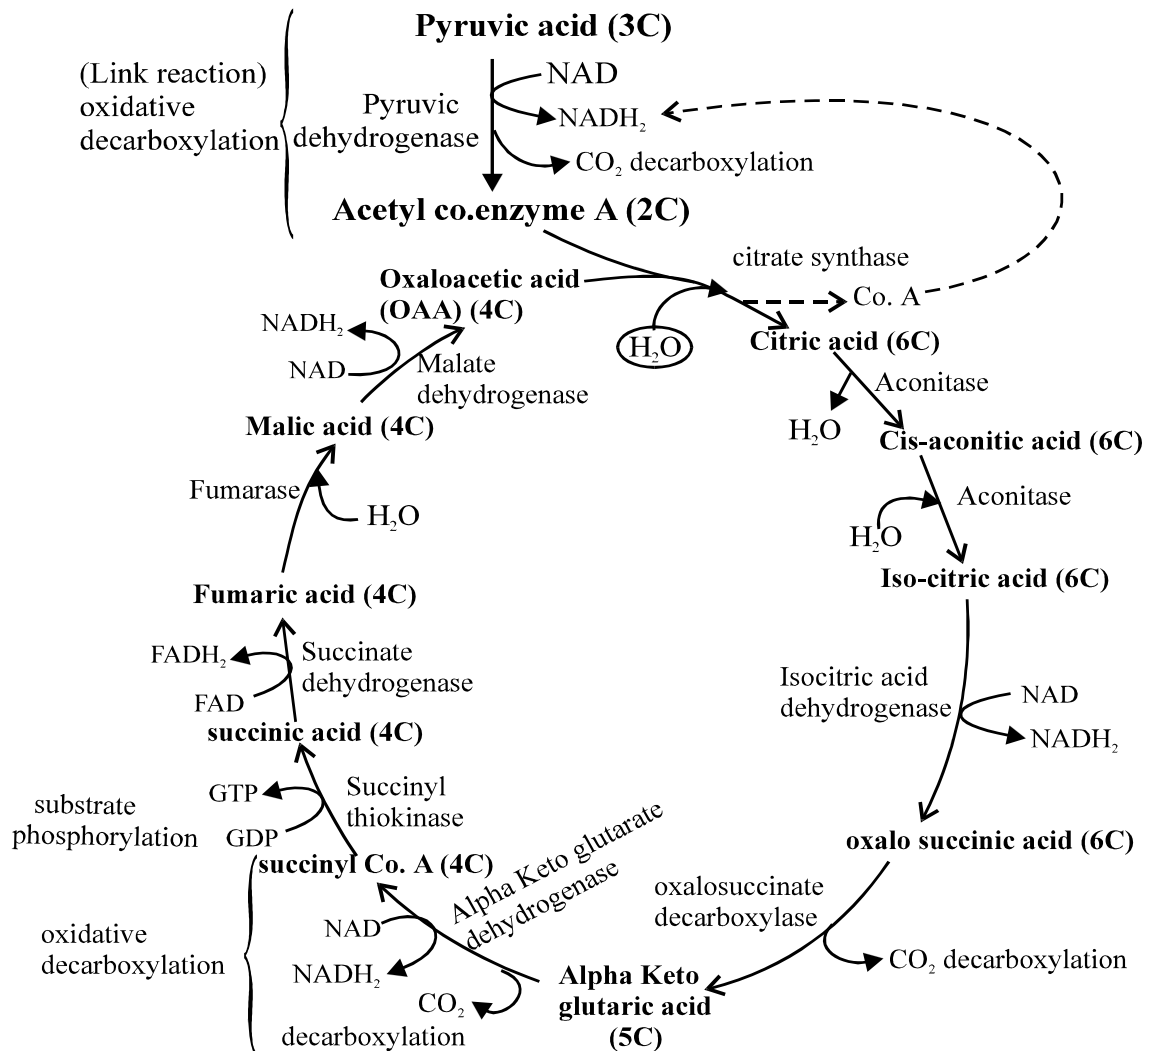 Pyruvic acid (3C)
(Link reaction)
oxidative
decarboxylation
NAD
Pyruvic
dehydrogenase
NADH₂
CO₂ decarboxylation
Acetyl co.enzyme A (2C)
citrate synthase
Oxaloacetic acid
(OAA) (4C)
Co. A
NADH₂
H₂O
Citric acid (6C)
NAD
Malate
dehydrogenase
Aconitase
Malic acid (4C)
H₂O
Cis-aconitic acid (6C)
Fumarase
H₂O
Aconitase
H₂O
Iso-citric acid (6C)
Fumaric acid (4C)
FADH₂
Succinate
dehydrogenase
FAD
Isocitric acid
dehydrogenase
NAD
NADH₂
succinic acid (4C)
GTP
Succinyl
thiokinase
substrate
phosphorylation
GDP
oxalo succinic acid (6C)
succinyl Co. A (4C)
Alpha Keto glutarate
dehydrogenase
oxalosuccinate
decarboxylase
oxidative
decarboxylation
NAD
NADH₂
CO₂ decarboxylation
Alpha Keto
glutaric acid
(5C)
CO₂
decarboxylation